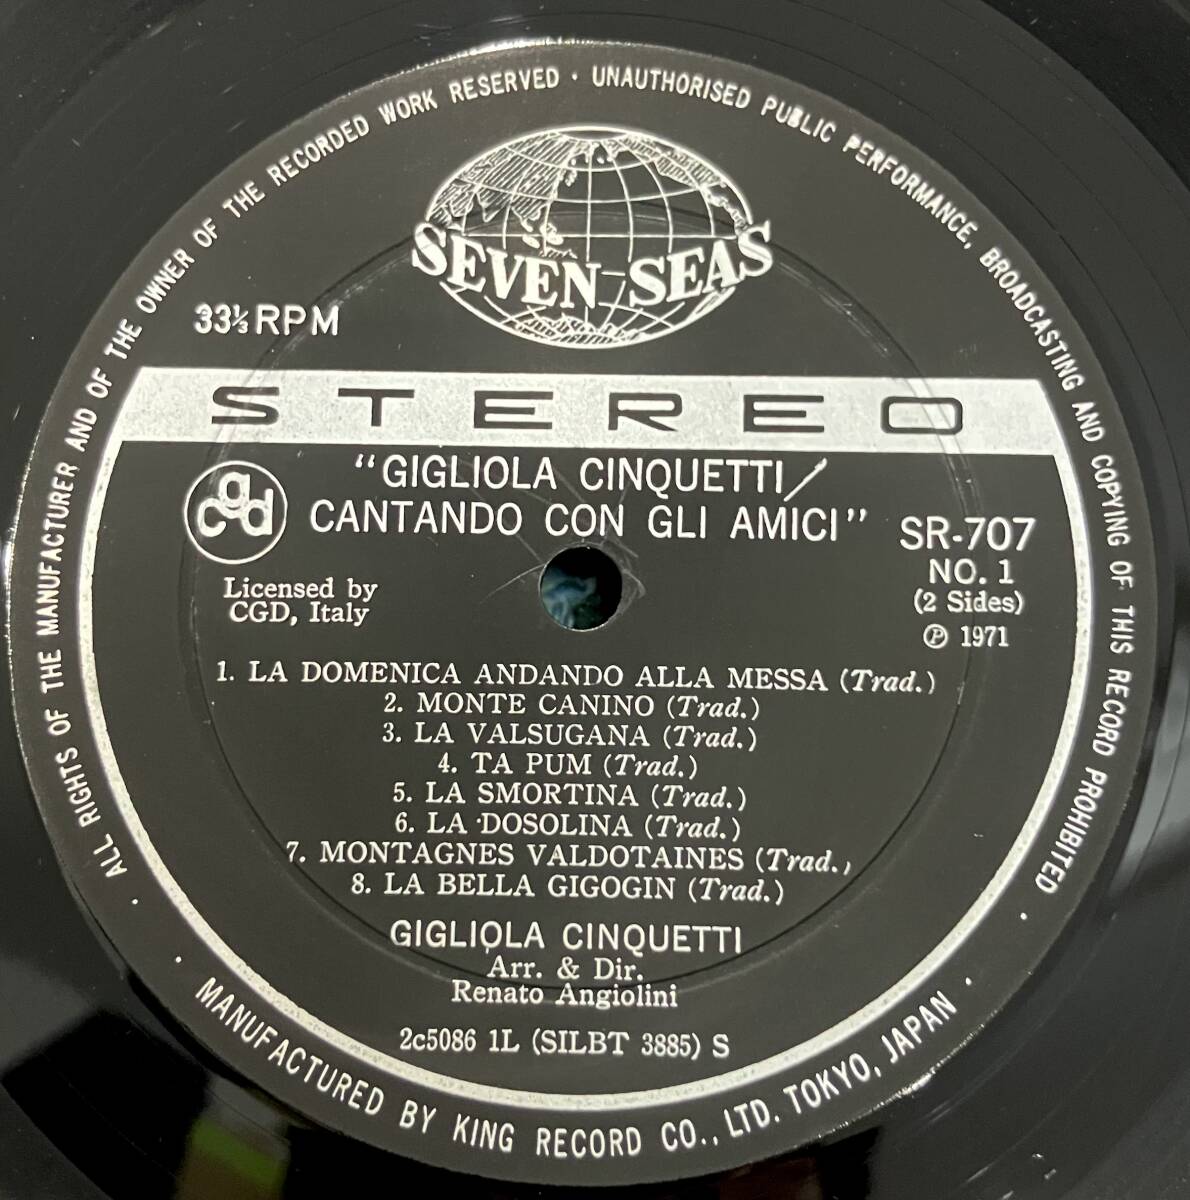 ALL RIGHTS OF THE MANUFACTURER AND OF THE OWNER OF THE RECORDED WORK RESERVED · UNAUTHORISED PUBLIC PERFORMANCE, BROADCASTING AND COPYING OF THIS RECORD PROHIBITED ·
SEVEN SEAS
33⅓ RPM
STEREO
cgd
"GIGLIOLA CINQUETTI/
CANTANDO CON GLI AMICI"
SR-707
NO. 1
(2 Sides)
℗ 1971
Licensed by
CGD, Italy
1. LA DOMENICA ANDANDO ALLA MESSA (Trad.)
2. MONTE CANINO (Trad.)
3. LA VALSUGANA (Trad.)
4. TA PUM (Trad.)
5. LA SMORTINA (Trad.)
6. LA DOSOLINA (Trad.)
7. MONTAGNES VALDOTAINES (Trad.)
8. LA BELLA GIGOGIN (Trad.)
GIGLIOLA CINQUETTI
Arr. & Dir.
Renato Angiolini
2c5086 1L (SILBT 3885) S
· MANUFACTURED BY KING RECORD CO., LTD. TOKYO, JAPAN ·